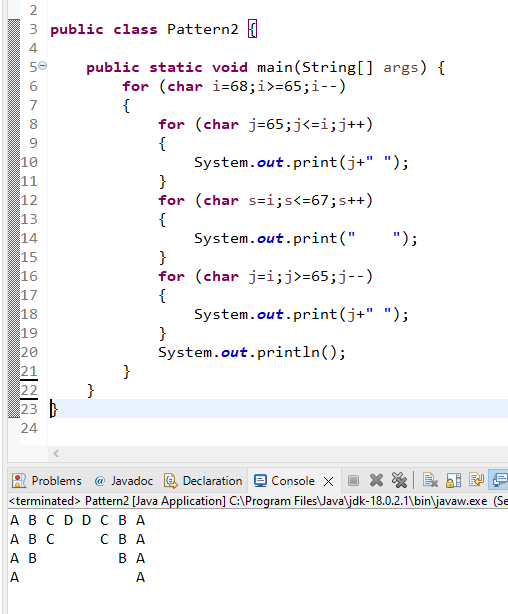 2
3 public class Pattern2 {
4
5     public static void main(String[] args) {
6         for (char i=68;i>=65;i--)
7         {
8             for (char j=65;j<=i;j++)
9             {
10                 System.out.print(j+" ");
11             }
12             for (char s=i;s<=67;s++)
13             {
14                 System.out.print("    ");
15             }
16             for (char j=i;j>=65;j--)
17             {
18                 System.out.print(j+" ");
19             }
20             System.out.println();
21         }
22     }
23 }
24
Problems @ Javadoc Declaration Console
<terminated> Pattern2 [Java Application] C:\Program Files\Java\jdk-18.0.2.1\bin\javaw.exe (Se
A B C D D C B A
A B C     C B A
A B         B A
A             A